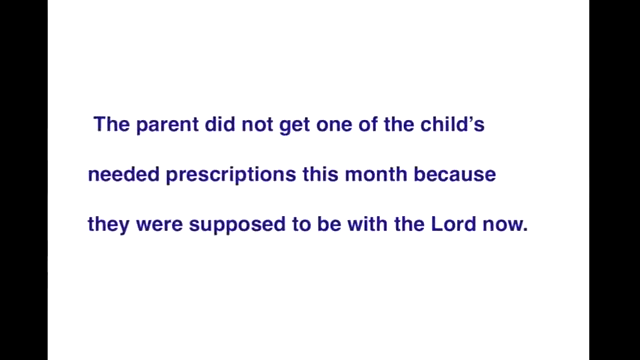 The parent did not get one of the child’s
needed prescriptions this month because
they were supposed to be with the Lord now.